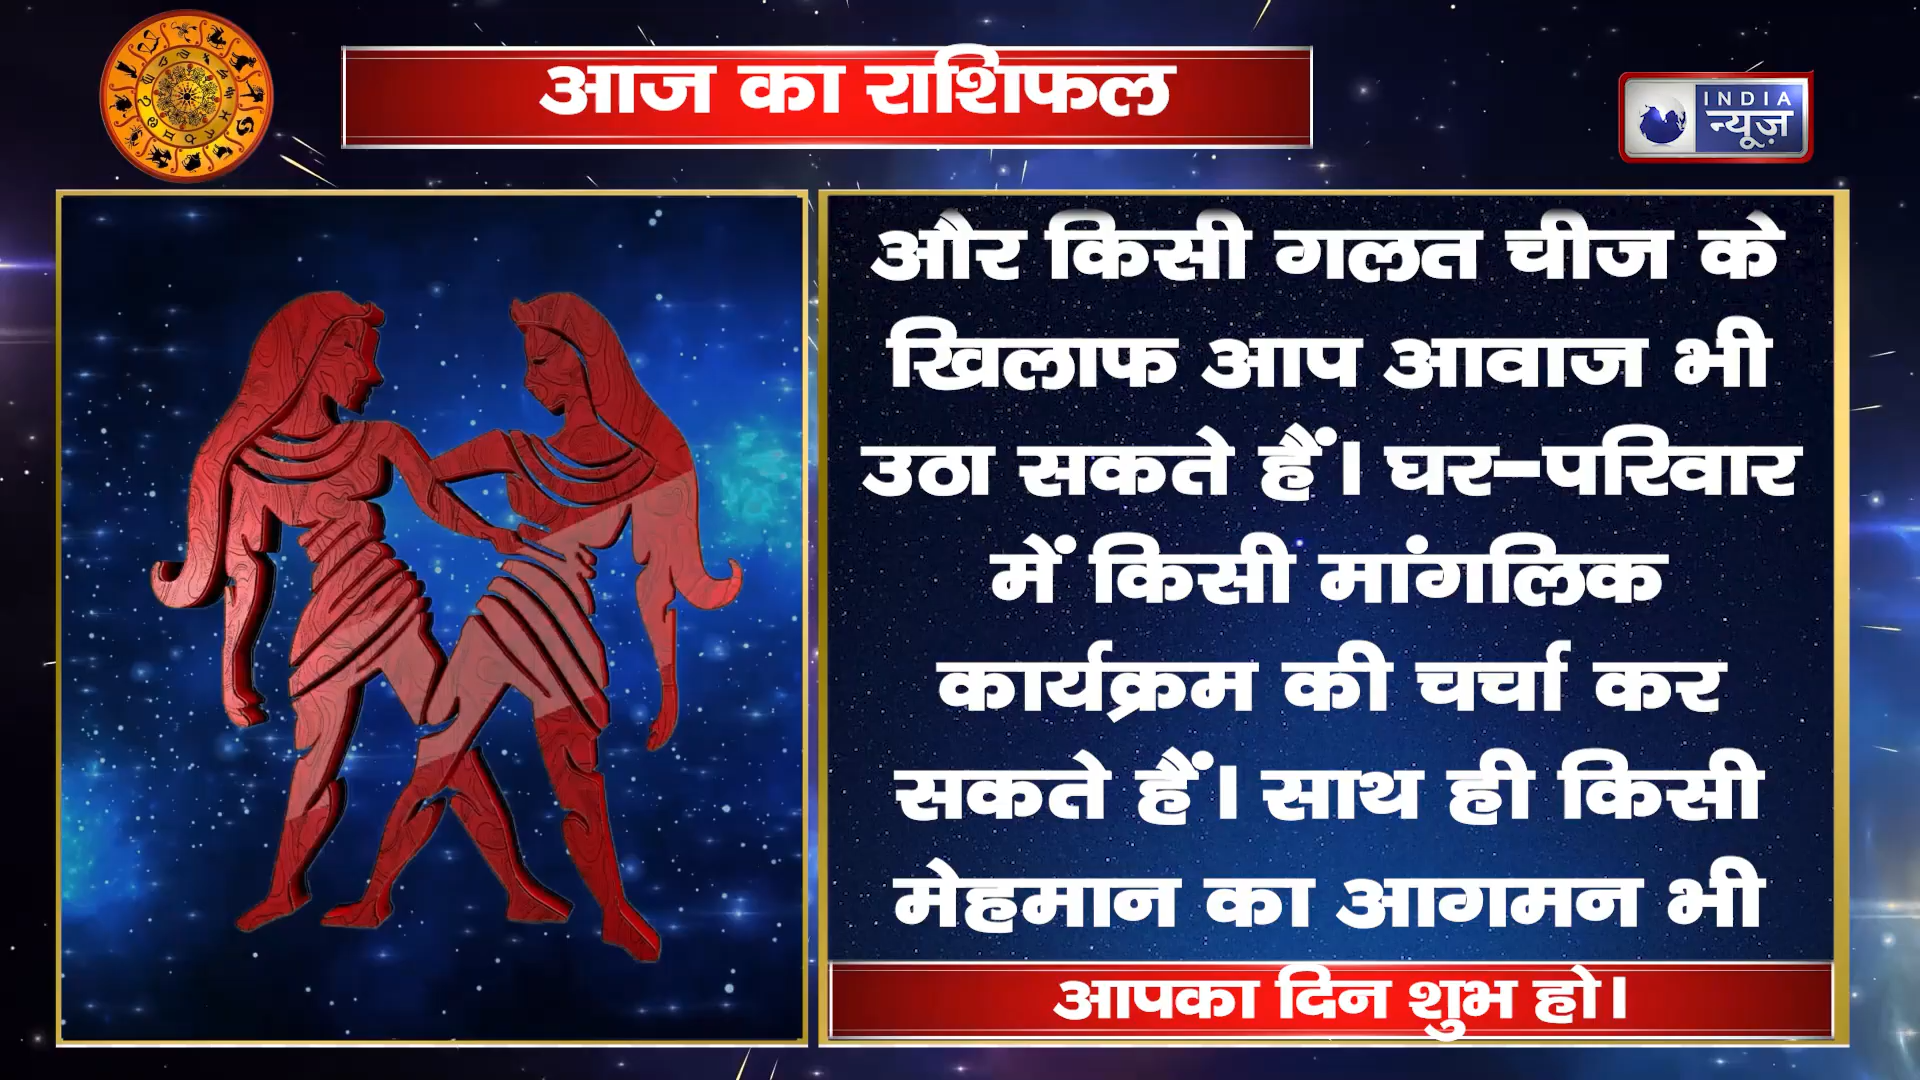 आज का राशिफल
INDIA
न्यूज़
और किसी गलत चीज के
खिलाफ आप आवाज भी
उठा सकते हैं। घर-परिवार
में किसी मांगलिक
कार्यक्रम की चर्चा कर
सकते हैं। साथ ही किसी
मेहमान का आगमन भी
आपका दिन शुभ हो।